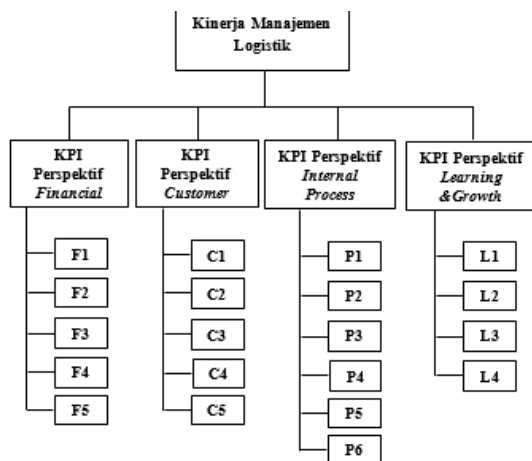 Kinerja Manajemen
Logistik
KPI
Perspektif
Financial
KPI
Perspektif
Customer
KPI Perspektif
Internal
Process
KPI Perspektif
Learning
&Growth
F1
F2
F3
F4
F5
C1
C2
C3
C4
C5
P1
P2
P3
P4
P5
P6
L1
L2
L3
L4